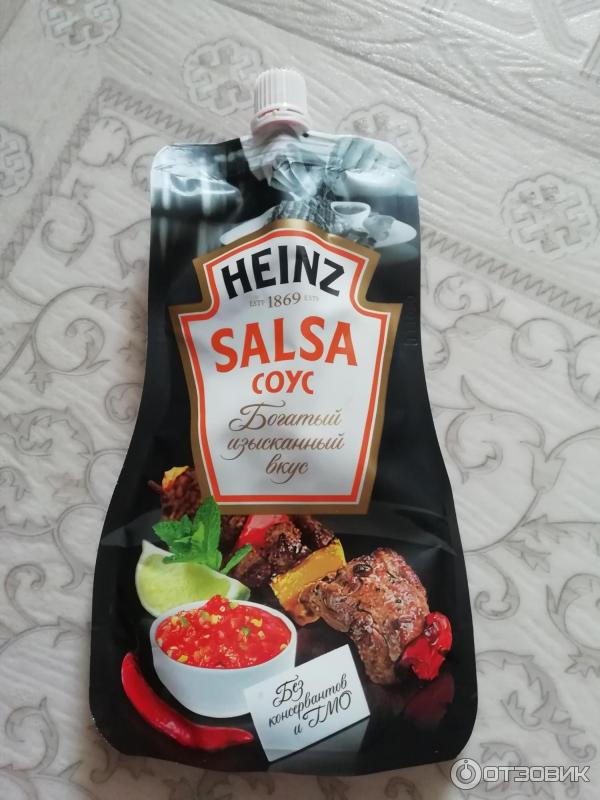 HEINZ
ESTD 1869 ESTD
SALSA
СОУС
Богатый
изысканный
вкус
Без
консервантов
и ГМО
ОТЗОВИК